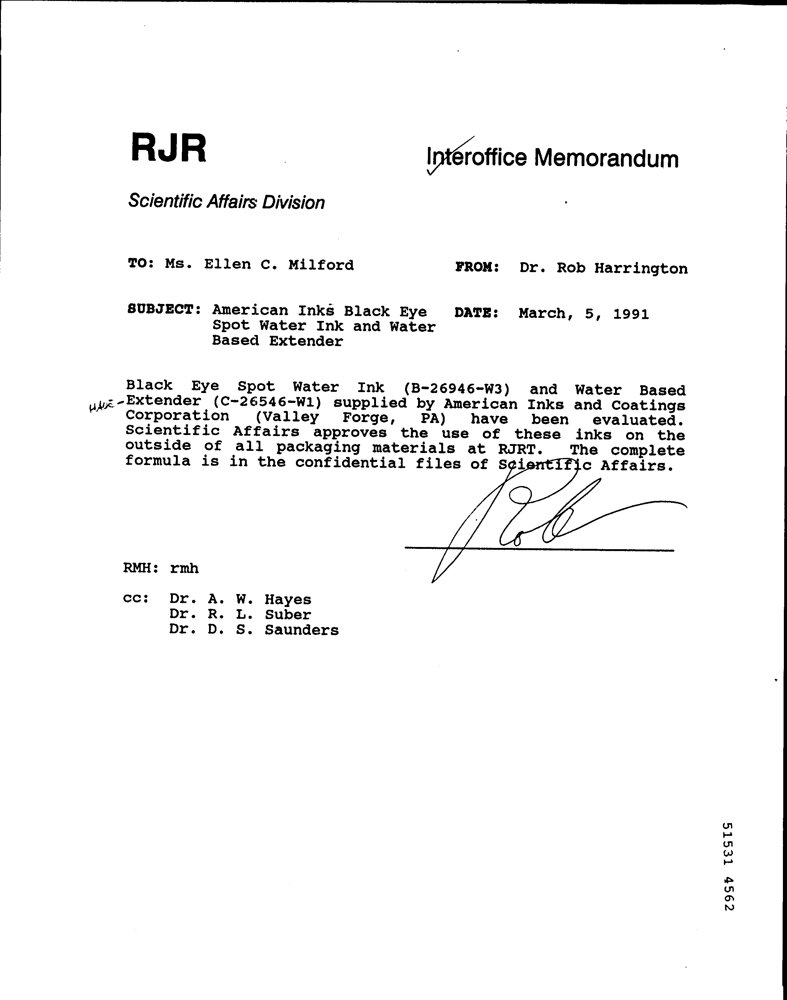 RJR
Interoffice Memorandum
Scientific Affairs Division
TO: Ms. Ellen C. Milford
FROM: Dr. Rob Harrington
SUBJECT: American Inks Black Eye
Spot Water Ink and Water
Based Extender
DATE: March, 5, 1991
Black Eye Spot Water Ink (B-26946-W3) and Water Based
Extender (C-26546-W1) supplied by American Inks and Coatings
Corporation (Valley Forge, PA) have been evaluated.
Scientific Affairs approves the use of these inks on the
outside of all packaging materials at RJRT. The complete
formula is in the confidential files of Scientific Affairs.
Rob
RMH: rmh
cc: Dr. A. W. Hayes
Dr. R. L. Suber
Dr. D. S. Saunders
51531 4562